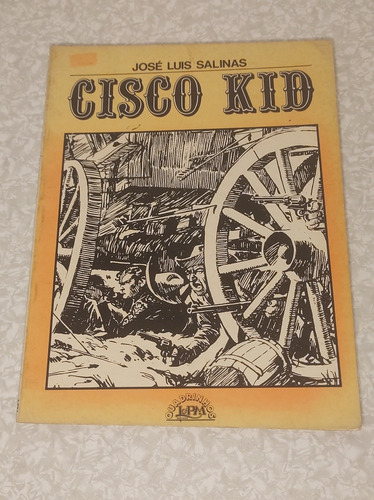 JOSÉ LUIS SALINAS
CISCO KID
QUADRINHOS
L&PM